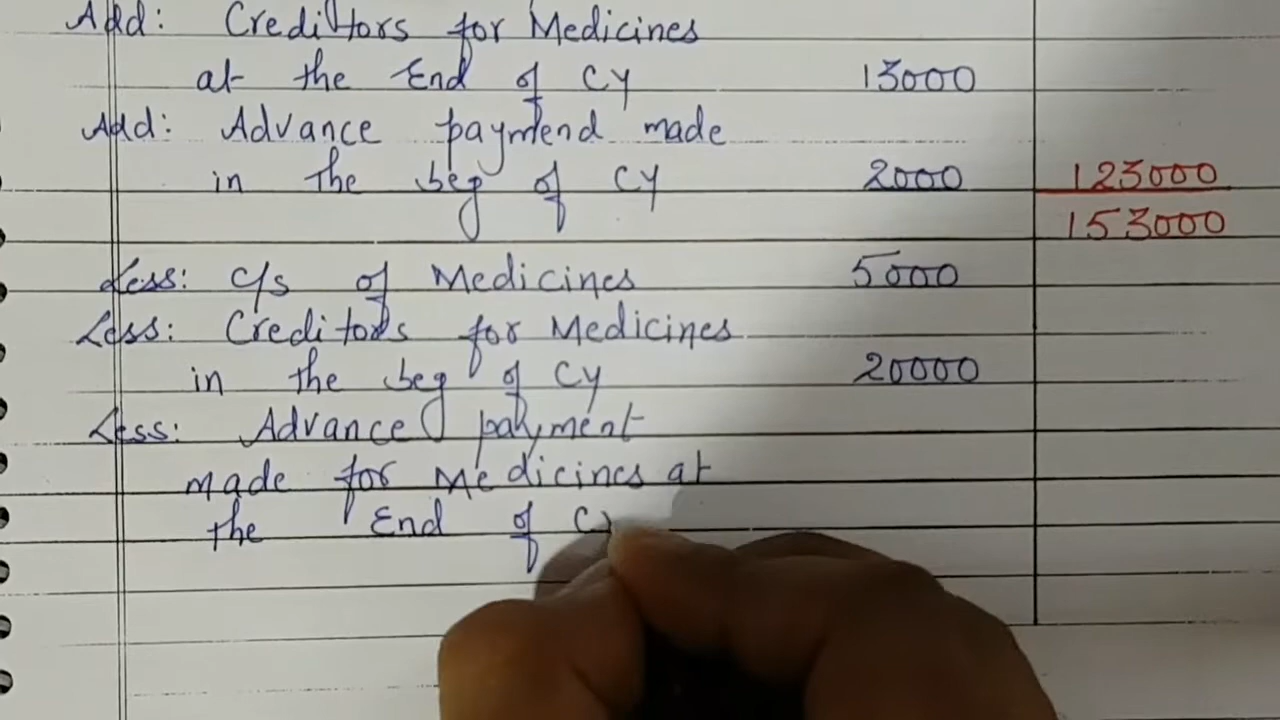 Add: Creditors for Medicines
at the End of CY 13000
Add: Advance paymend made
in the beg of CY 2000 123000
153000
Less: C/s of Medicines 5000
Less: Creditors for Medicines
in the beg of CY 20000
Less: Advance payment
made for Medicines at
the End of CY